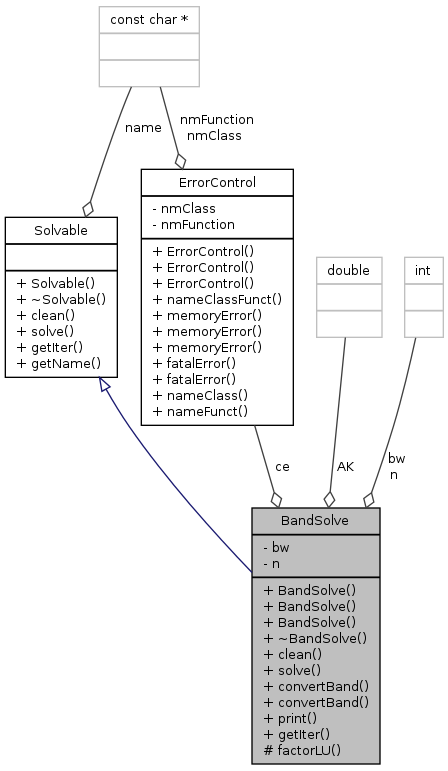 const char *
name
nmFunction
nmClass
ErrorControl
- nmClass
- nmFunction
+ ErrorControl()
+ ErrorControl()
+ ErrorControl()
+ nameClassFunct()
+ memoryError()
+ memoryError()
+ memoryError()
+ fatalError()
+ fatalError()
+ nameClass()
+ nameFunct()
Solvable
+ Solvable()
+ ~Solvable()
+ clean()
+ solve()
+ getIter()
+ getName()
double
int
ce
AK
bw
n
BandSolve
- bw
- n
+ BandSolve()
+ BandSolve()
+ BandSolve()
+ ~BandSolve()
+ clean()
+ solve()
+ convertBand()
+ convertBand()
+ print()
+ getIter()
# factorLU()